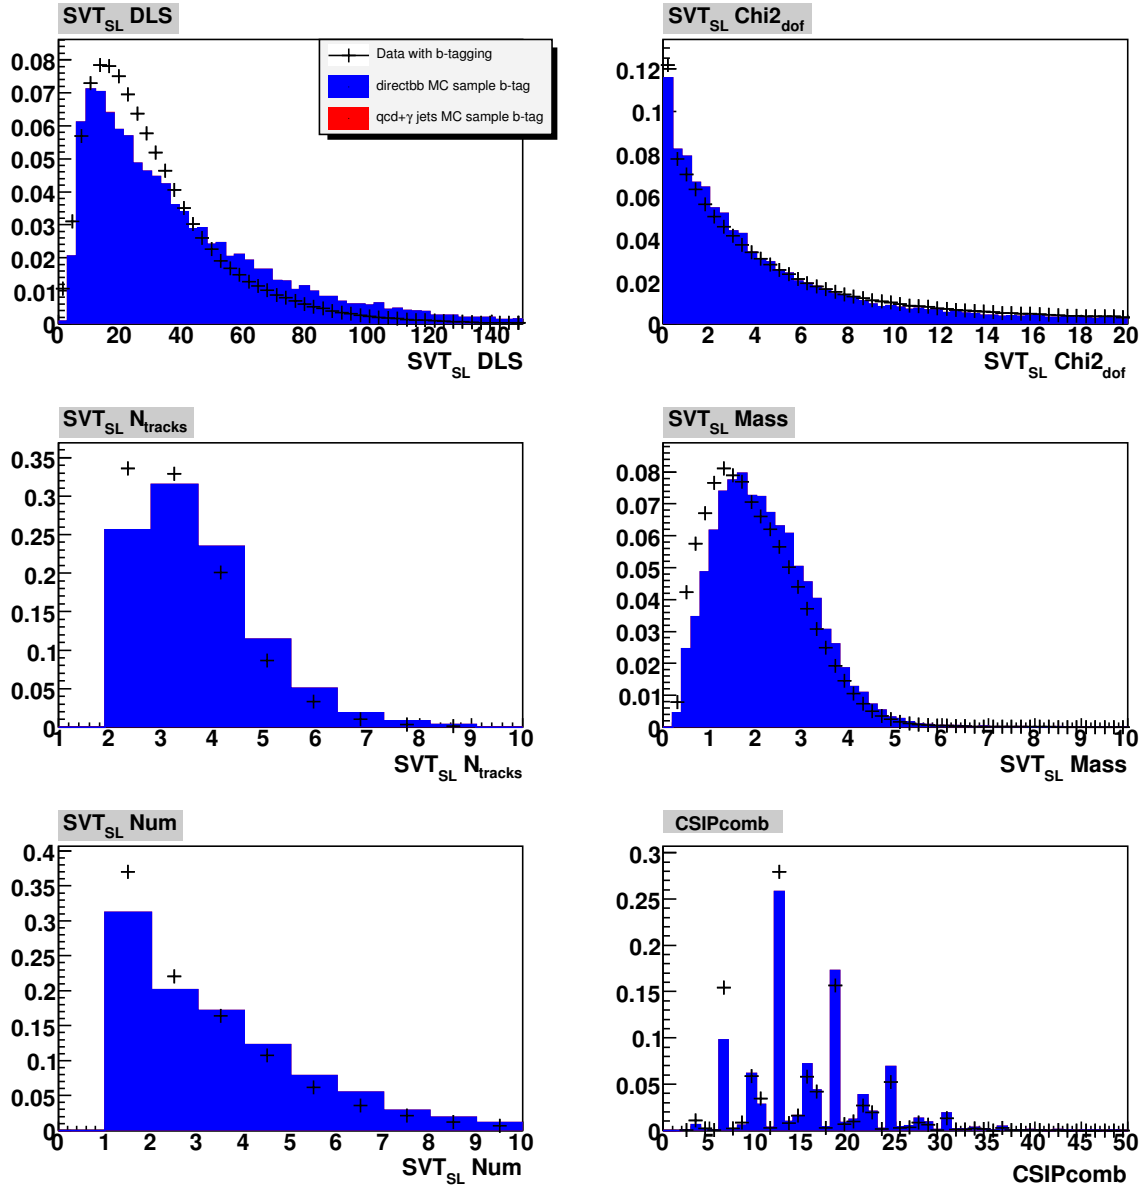 SVT_SL DLS
Data with b-tagging
directbb MC sample b-tag
qcd+γ jets MC sample b-tag
0.08
0.07
0.06
0.05
0.04
0.03
0.02
0.01
0
0 20 40 60 80 100 120 140
SVT_SL DLS
SVT_SL Chi2_dof
0.12
0.1
0.08
0.06
0.04
0.02
0
0 2 4 6 8 10 12 14 16 18 20
SVT_SL Chi2_dof
SVT_SL N_tracks
0.35
0.3
0.25
0.2
0.15
0.1
0.05
0
1 2 3 4 5 6 7 8 9 10
SVT_SL N_tracks
SVT_SL Mass
0.08
0.07
0.06
0.05
0.04
0.03
0.02
0.01
0
0 1 2 3 4 5 6 7 8 9 10
SVT_SL Mass
SVT_SL Num
0.4
0.35
0.3
0.25
0.2
0.15
0.1
0.05
0
0 1 2 3 4 5 6 7 8 9 10
SVT_SL Num
CSIPcomb
0.3
0.25
0.2
0.15
0.1
0.05
0
0 5 10 15 20 25 30 35 40 45 50
CSIPcomb